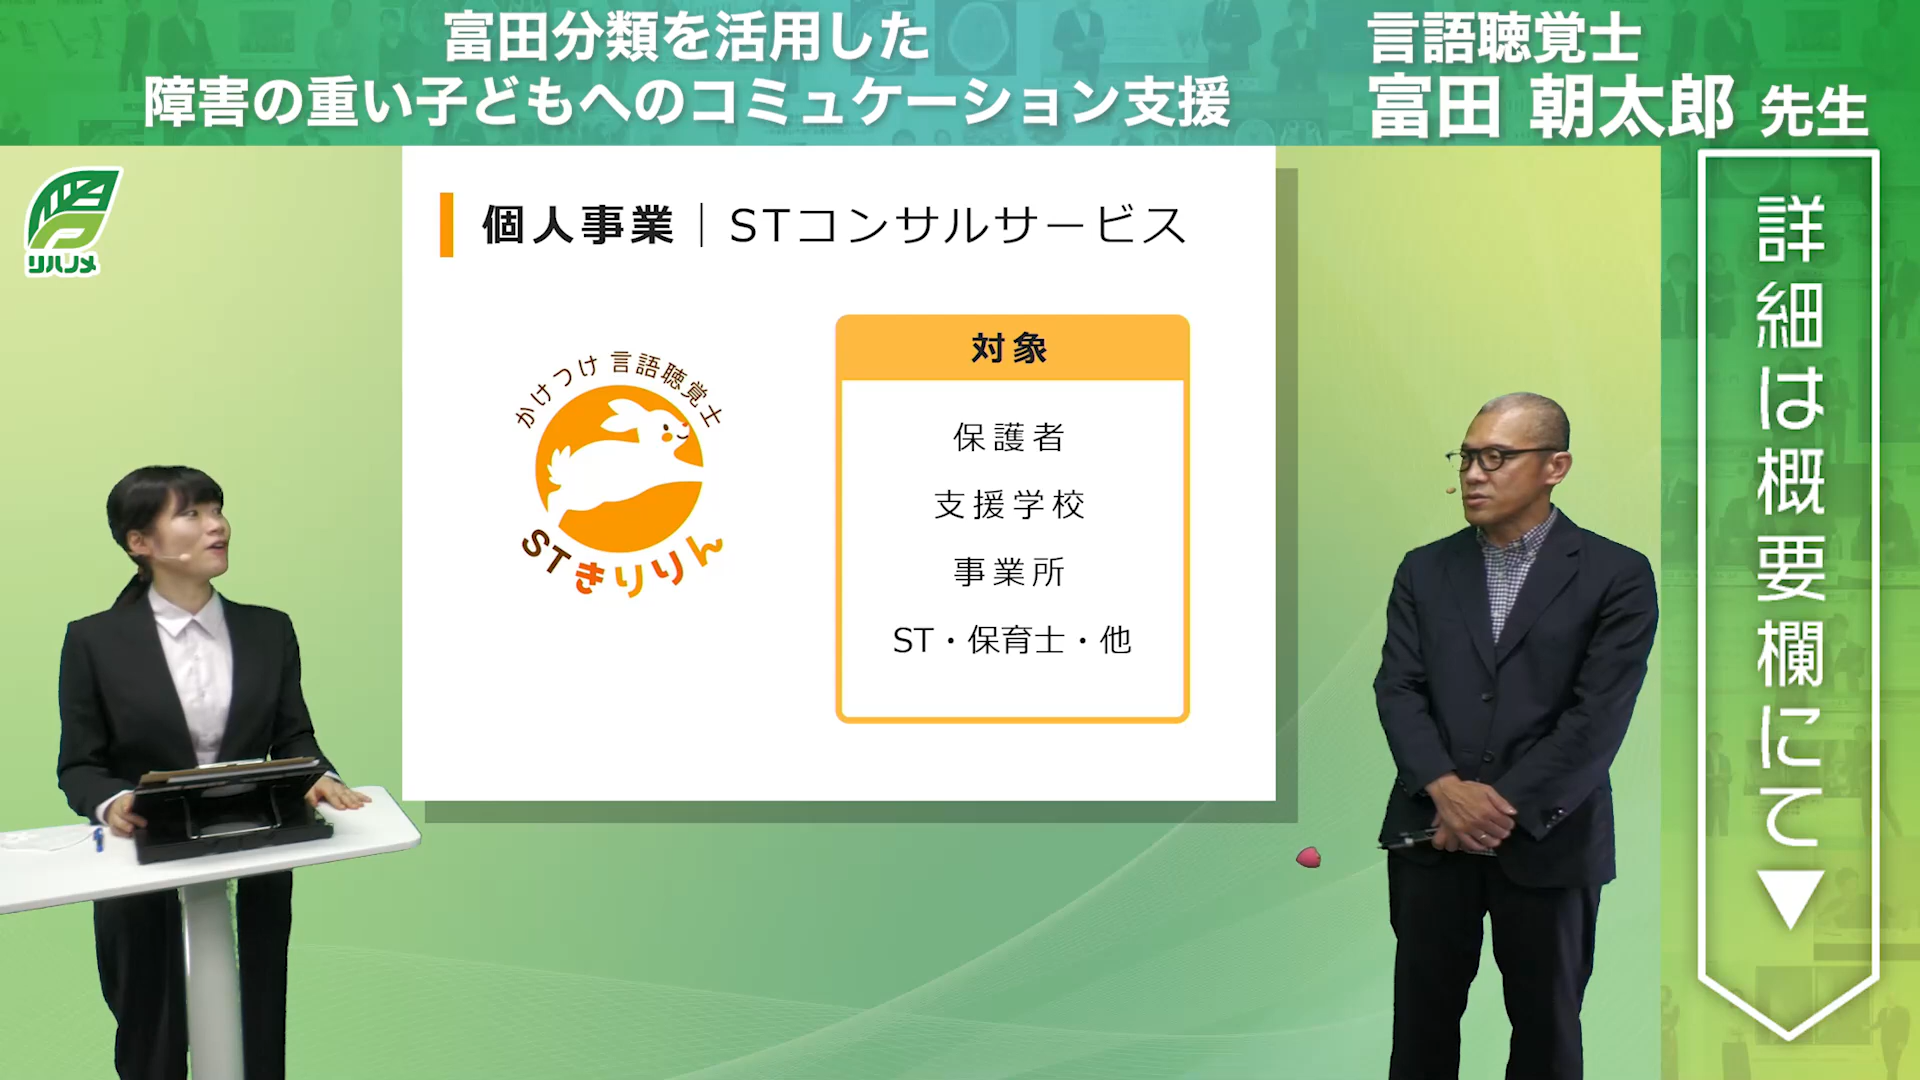 富田分類を活用した
障害の重い子どもへのコミュケーション支援
言語聴覚士
富田 朝太郎 先生
リハノメ
個人事業｜STコンサルサービス
かけつけ 言語聴覚士
STきりりん
対象
保護者
支援学校
事業所
ST・保育士・他
詳細は概要欄にて▼